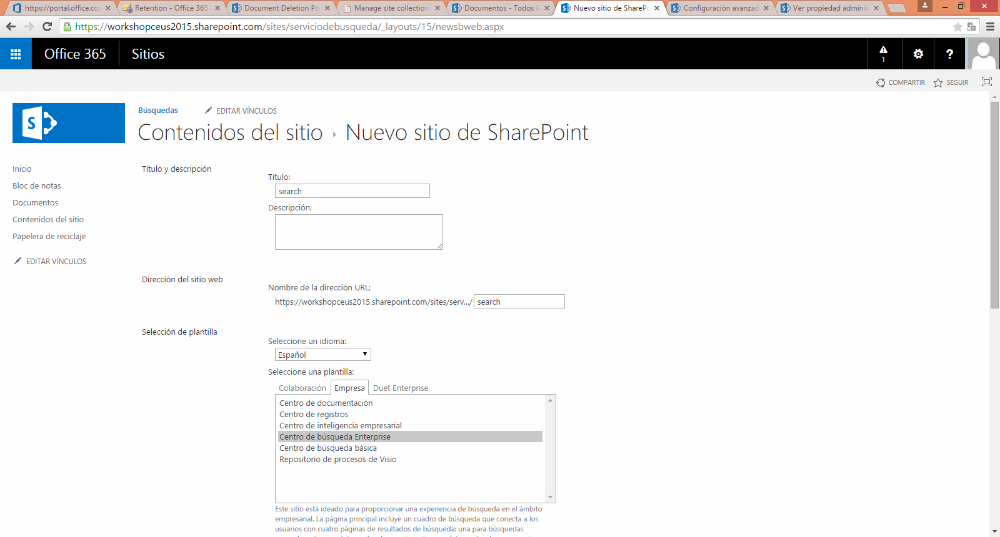 https://portal.office.co
Retention - Office 365
Document Deletion Po
Manage site collection
Documentos - Todos l
Nuevo sitio de SharePo
Configuración avanzad
Ver propiedad adminis
https://workshopceus2015.sharepoint.com/sites/serviciodebusqueda/_layouts/15/newsbweb.aspx
Office 365
Sitios
1
?
COMPARTIR
SEGUIR
S
Búsquedas
EDITAR VÍNCULOS
Contenidos del sitio
Nuevo sitio de SharePoint
Inicio
Bloc de notas
Documentos
Contenidos del sitio
Papelera de reciclaje
EDITAR VÍNCULOS
Título y descripción
Título:
search
Descripción:
Dirección del sitio web
Nombre de la dirección URL:
https://workshopceus2015.sharepoint.com/sites/serv.../ search
Selección de plantilla
Seleccione un idioma:
Español
Seleccione una plantilla:
Colaboración Empresa Duet Enterprise
Centro de documentación
Centro de registros
Centro de inteligencia empresarial
Centro de búsqueda Enterprise
Centro de búsqueda básica
Repositorio de procesos de Visio
Este sitio está ideado para proporcionar una experiencia de búsqueda en el ámbito
empresarial. La página principal incluye un cuadro de búsqueda que conecta a los
usuarios con cuatro páginas de resultados de búsqueda: una para búsquedas